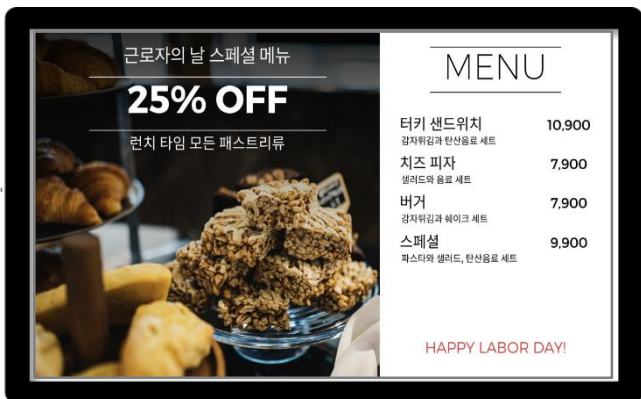 근로자의 날 스페셜 메뉴
25% OFF
런치 타임 모든 패스트리류
MENU
터키 샌드위치 10,900
감자튀김과 탄산음료 세트
치즈 피자 7,900
샐러드와 음료 세트
버거 7,900
감자튀김과 쉐이크 세트
스페셜 9,900
파스타와 샐러드, 탄산음료 세트
HAPPY LABOR DAY!